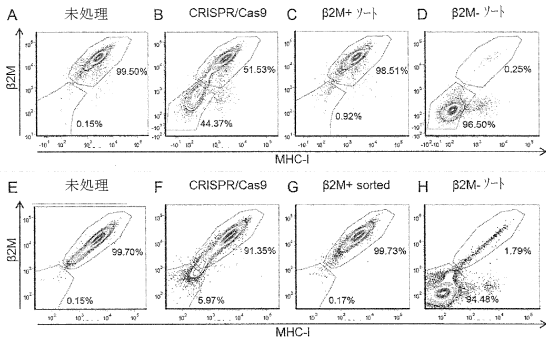 A 未処理 B CRISPR/Cas9 C β2M+ ソート D β2M- ソート
β2M
99.50% 51.53% 98.51% 0.25%
0.15% 44.37% 0.92% 96.50%
MHC-I
E 未処理 F CRISPR/Cas9 G β2M+ sorted H β2M- ソート
β2M
99.70% 91.35% 99.73% 1.79%
0.15% 5.97% 0.17% 94.48%
MHC-I